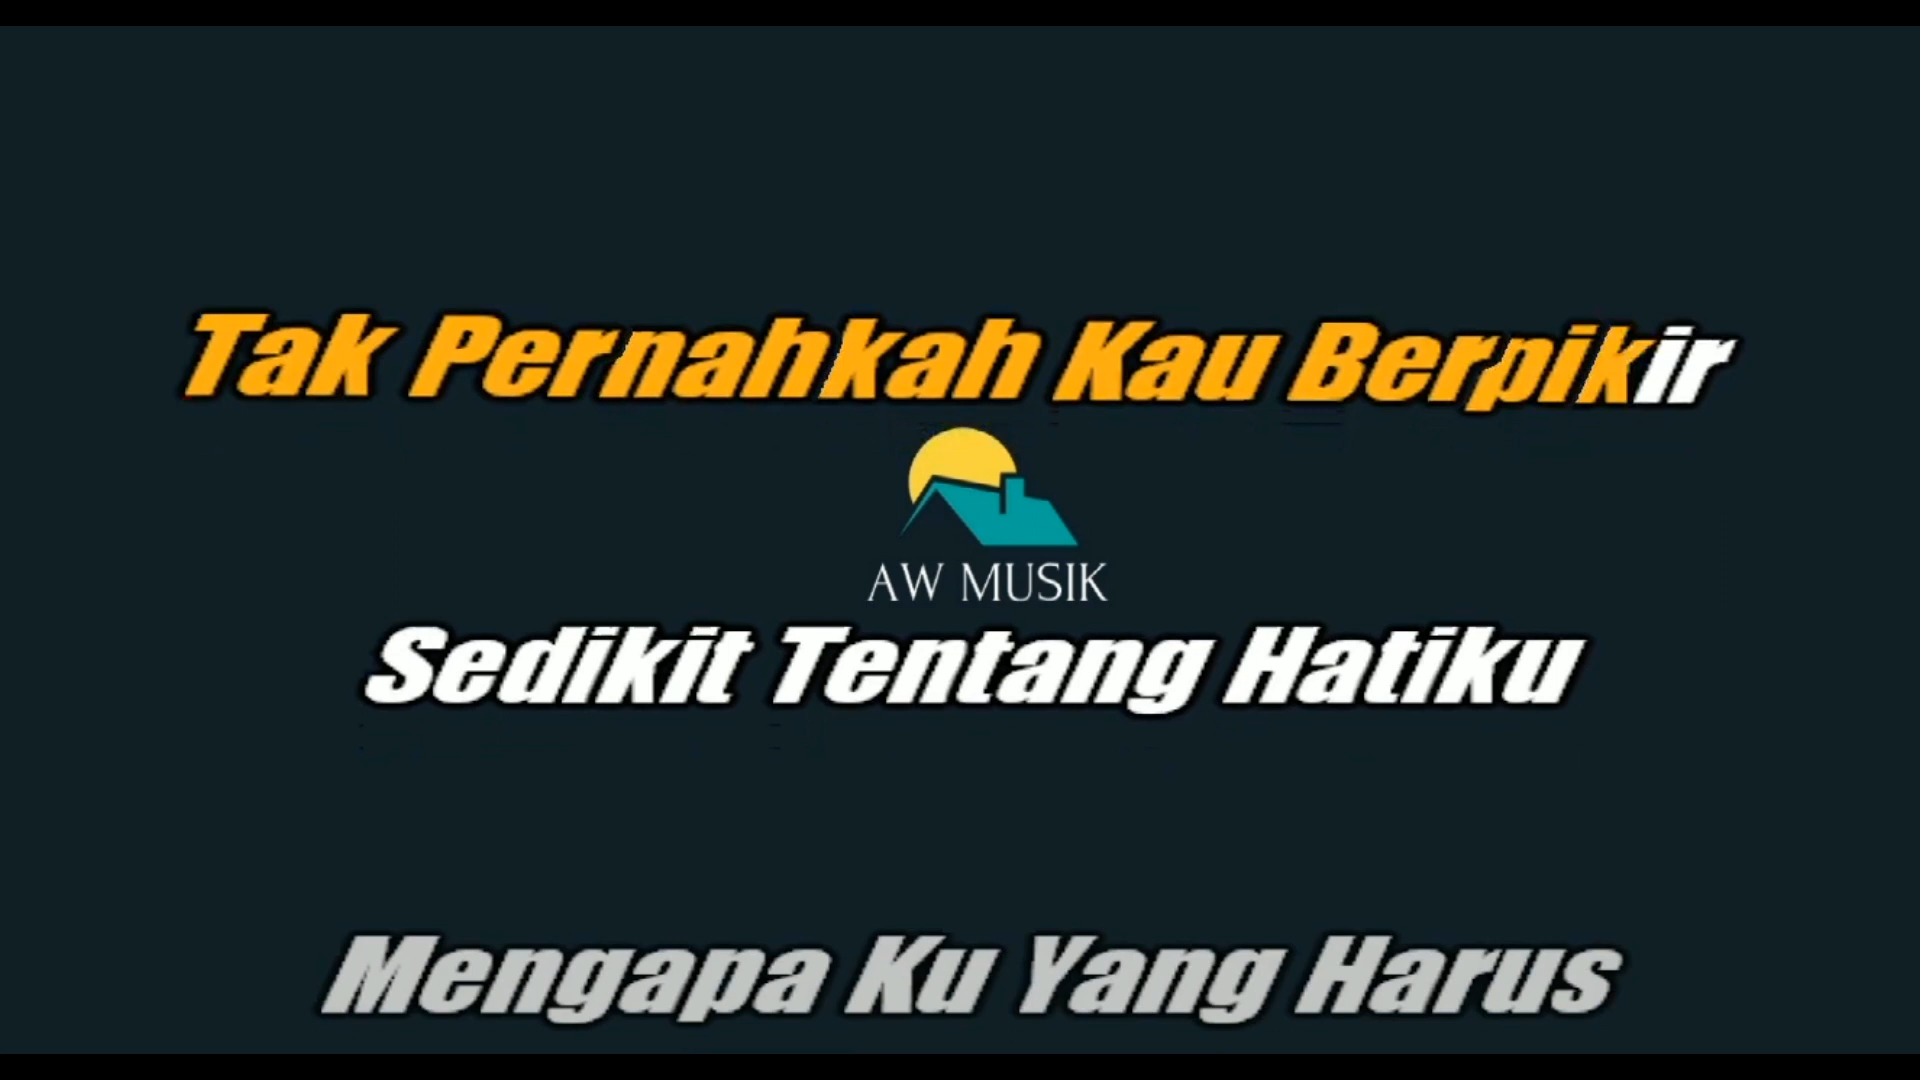 Tak Pernahkah Kau Berpikir
AW MUSIK
Sedikit Tentang Hatiku
Mengapa Ku Yang Harus